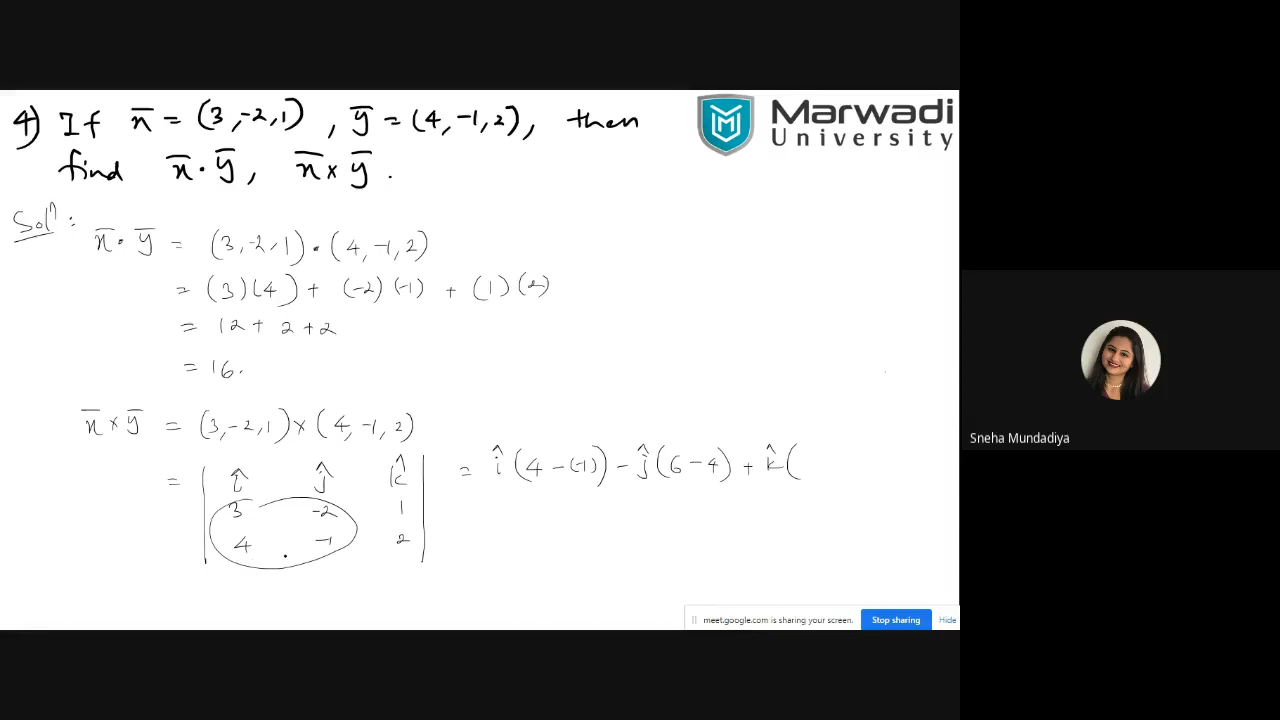 4) If x̄ = (3,-2,1) , ȳ = (4,-1,2), then
find x̄ · ȳ, x̄ × ȳ .
Marwadi
University
Solⁿ :
x̄ · ȳ = (3,-2,1) · (4,-1,2)
= (3)(4) + (-2)(-1) + (1)(2)
= 12 + 2 + 2
= 16.
x̄ × ȳ = (3,-2,1) × (4,-1,2)
= | î ĵ k̂ | = î (4-(-1)) - ĵ (6-4) + k̂ (
3 -2 1
4 -1 2
Sneha Mundadiya
meet.google.com is sharing your screen. Stop sharing Hide